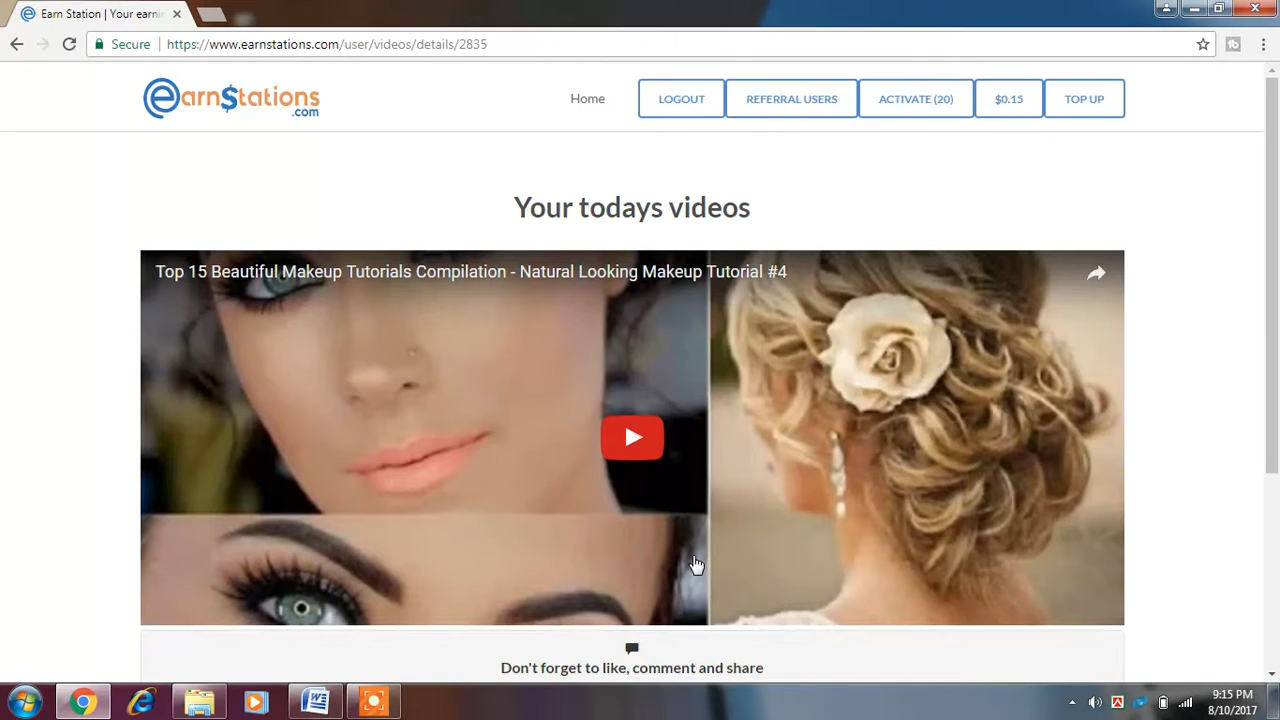 Earn Station | Your earni
Secure
https://www.earnstations.com/user/videos/details/2835
earn$tations
.com
Home
LOGOUT
REFERRAL USERS
ACTIVATE (20)
$0.15
TOP UP
Your todays videos
Top 15 Beautiful Makeup Tutorials Compilation - Natural Looking Makeup Tutorial #4
Don't forget to like, comment and share
9:15 PM
8/10/2017